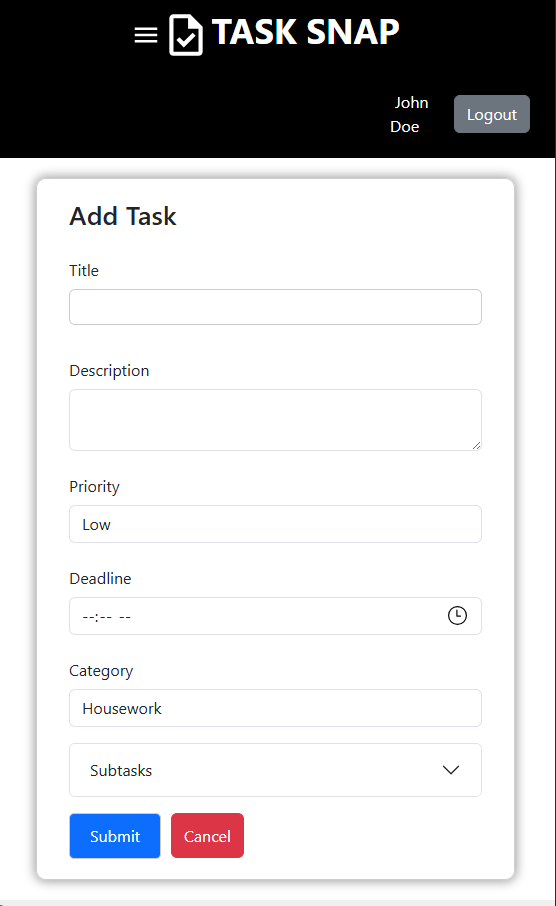 TASK SNAP
John
Doe
Logout
Add Task
Title
Description
Priority
Low
Deadline
--:-- --
Category
Housework
Subtasks
Submit
Cancel